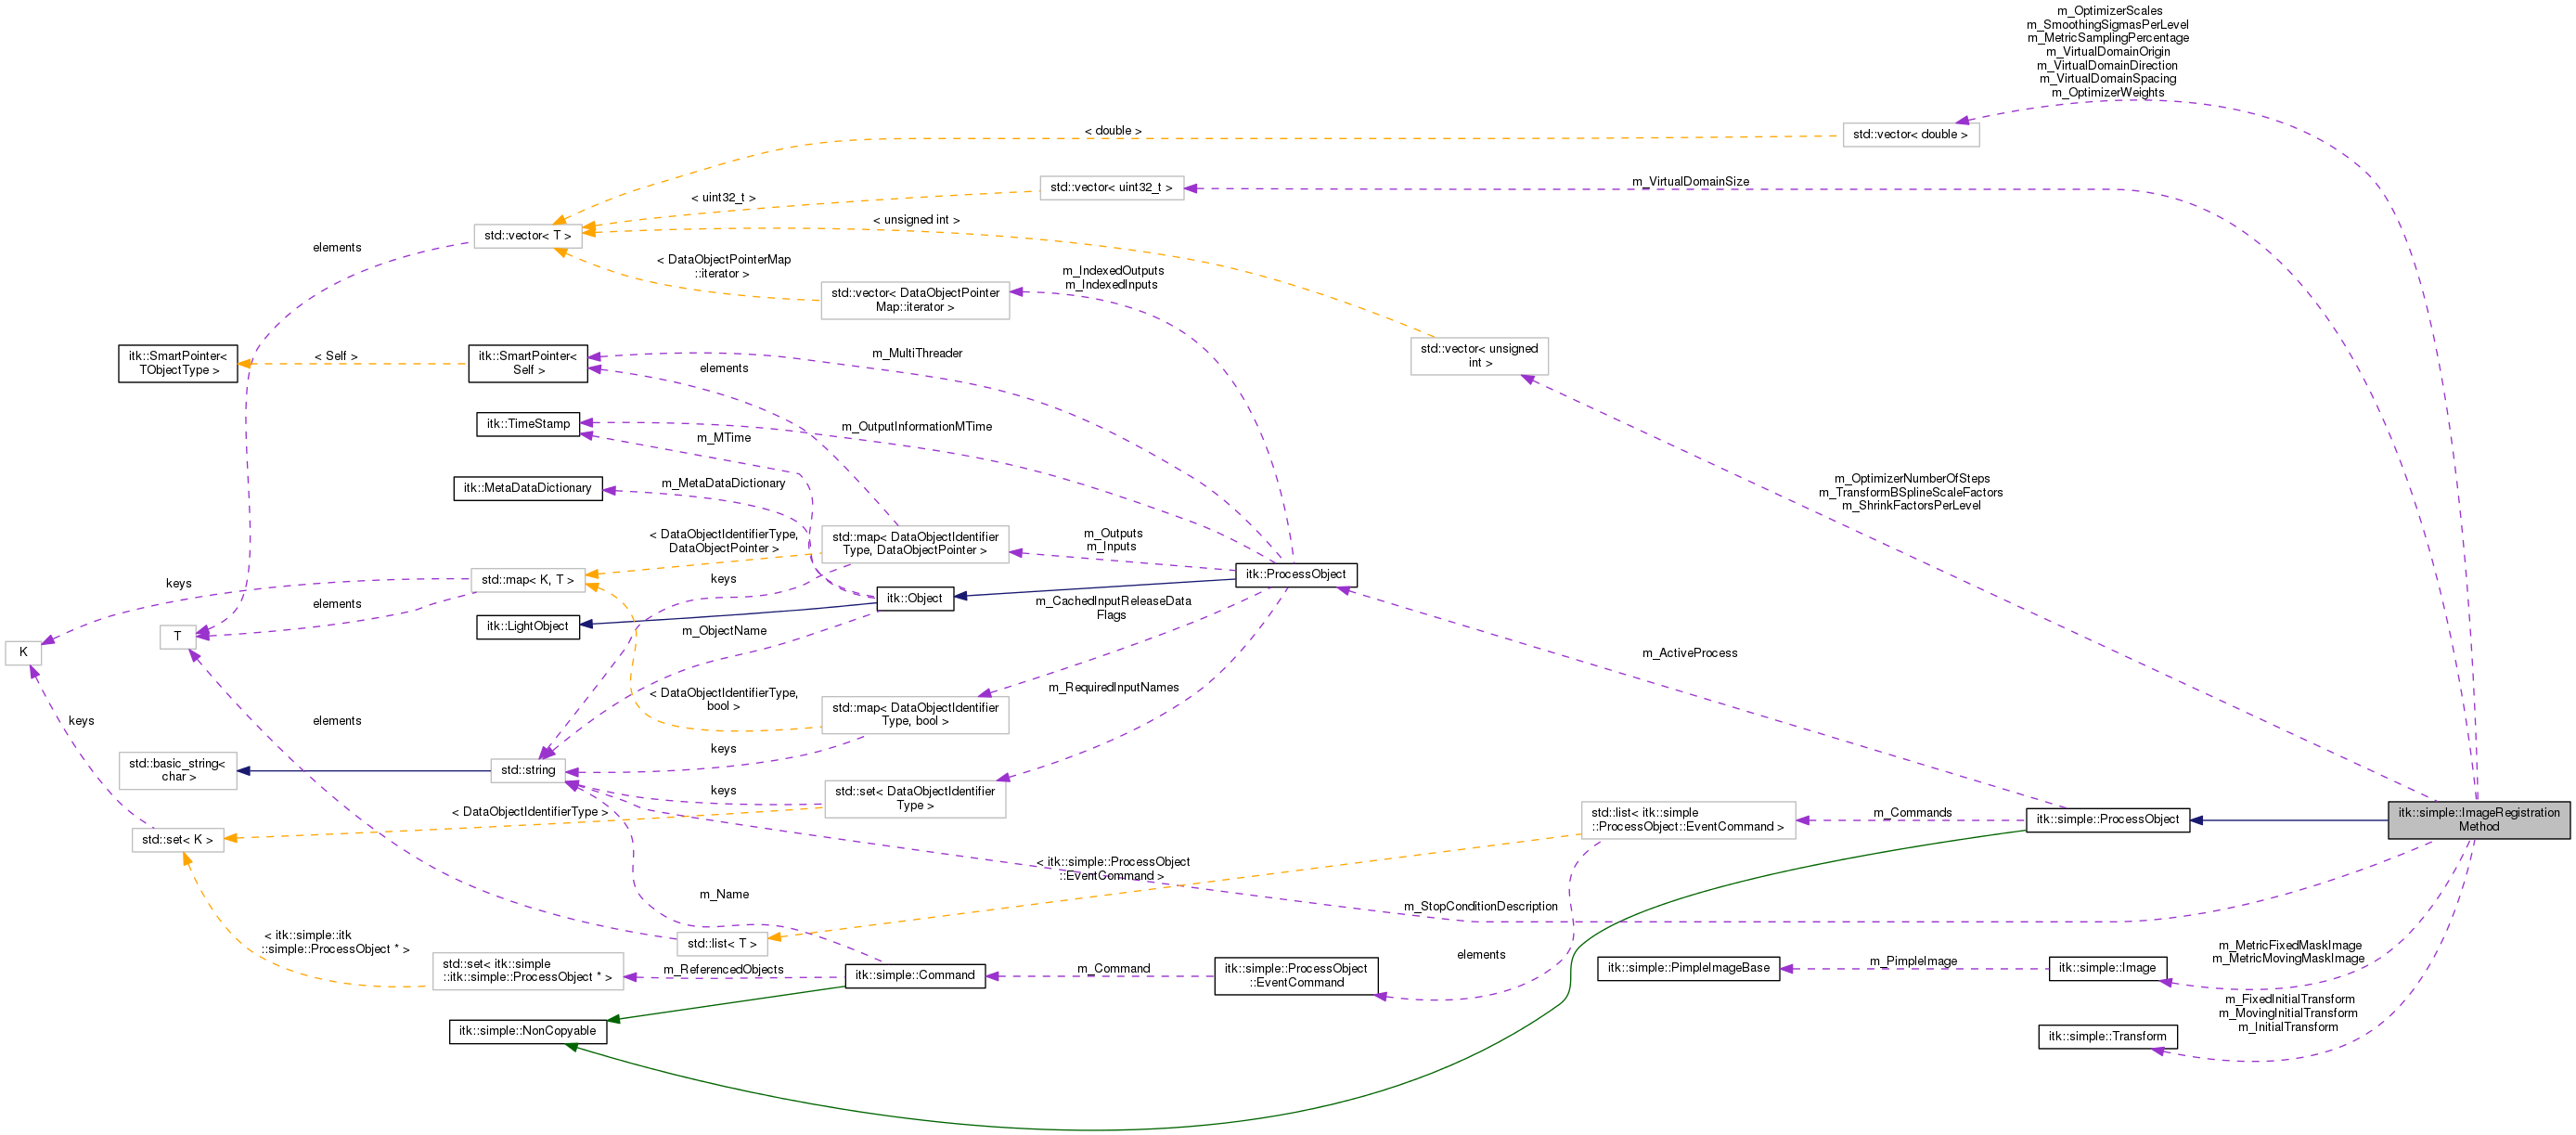 m_OptimizerScales
m_SmoothingSigmasPerLevel
m_MetricSamplingPercentage
m_VirtualDomainOrigin
m_VirtualDomainDirection
m_VirtualDomainSpacing
m_OptimizerWeights
< double >
std::vector< double >
std::vector< uint32_t >
m_VirtualDomainSize
< uint32_t >
< unsigned int >
std::vector< T >
elements
< DataObjectPointerMap
::iterator >
m_IndexedOutputs
m_IndexedInputs
std::vector< DataObjectPointer
Map::iterator >
itk::SmartPointer<
TObjectType >
< Self >
itk::SmartPointer<
Self >
m_MultiThreader
elements
std::vector< unsigned
int >
itk::TimeStamp
m_OutputInformationMTime
m_MTime
itk::MetaDataDictionary
m_MetaDataDictionary
m_OptimizerNumberOfSteps
m_TransformBSplineScaleFactors
m_ShrinkFactorsPerLevel
< DataObjectIdentifierType,
DataObjectPointer >
std::map< DataObjectIdentifier
Type, DataObjectPointer >
m_Outputs
m_Inputs
itk::ProcessObject
keys
std::map< K, T >
keys
elements
itk::Object
m_CachedInputReleaseData
Flags
itk::LightObject
m_ObjectName
T
K
m_ActiveProcess
< DataObjectIdentifierType,
bool >
m_RequiredInputNames
std::map< DataObjectIdentifier
Type, bool >
keys
elements
keys
std::basic_string<
char >
std::string
keys
std::set< DataObjectIdentifier
Type >
< DataObjectIdentifierType >
std::list< itk::simple
::ProcessObject::EventCommand >
m_Commands
itk::simple::ProcessObject
itk::simple::ImageRegistration
Method
std::set< K >
< itk::simple::ProcessObject
::EventCommand >
m_Name
m_StopConditionDescription
< itk::simple::itk
::simple::ProcessObject * >
std::list< T >
elements
m_MetricFixedMaskImage
m_MetricMovingMaskImage
std::set< itk::simple
::itk::simple::ProcessObject * >
m_ReferencedObjects
itk::simple::Command
m_Command
itk::simple::ProcessObject
::EventCommand
itk::simple::PimpleImageBase
m_PimpleImage
itk::simple::Image
m_FixedInitialTransform
m_MovingInitialTransform
m_InitialTransform
itk::simple::NonCopyable
itk::simple::Transform